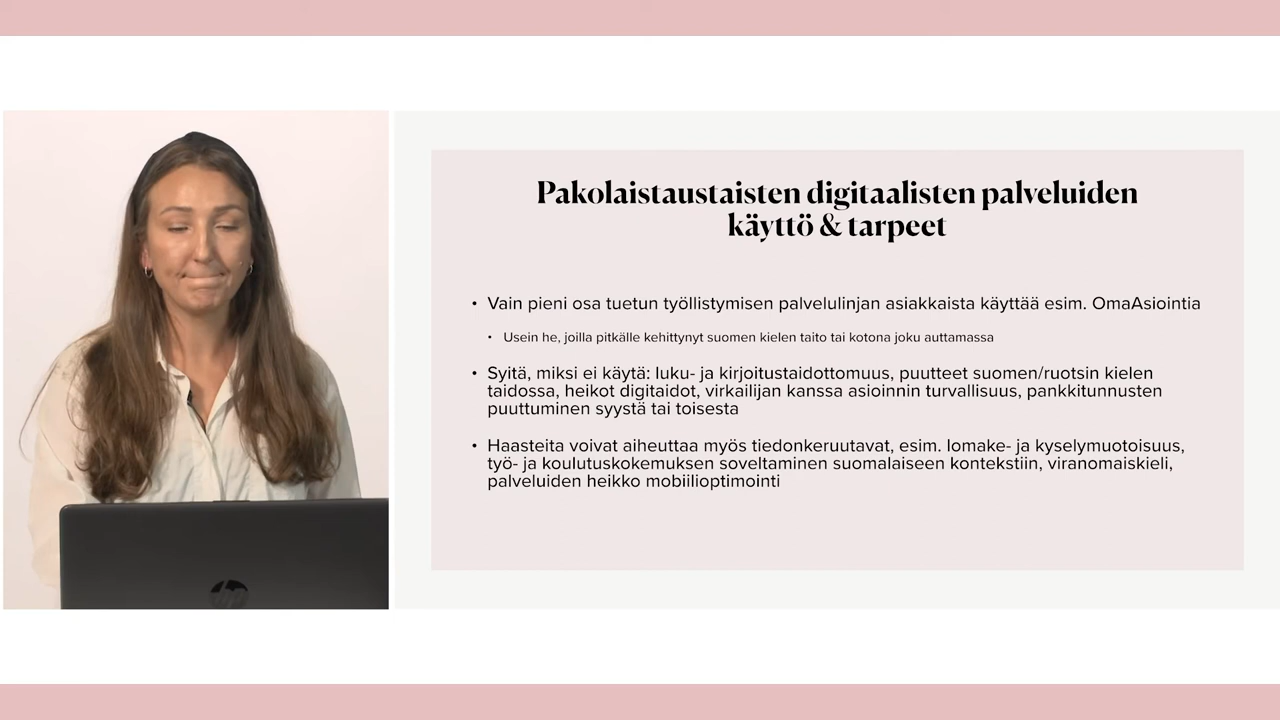 Pakolaistaustaisten digitaalisten palveluiden
käyttö & tarpeet
• Vain pieni osa tuetun työllistymisen palvelulinjan asiakkaista käyttää esim. OmaAsiointia
• Usein he, joilla pitkälle kehittynyt suomen kielen taito tai kotona joku auttamassa
• Syitä, miksi ei käytä: luku- ja kirjoitustaidottomuus, puutteet suomen/ruotsin kielen
taidossa, heikot digitaidot, virkailijan kanssa asioinnin turvallisuus, pankkitunnusten
puuttuminen syystä tai toisesta
• Haasteita voivat aiheuttaa myös tiedonkeruutavat, esim. lomake- ja kyselymuotoisuus,
työ- ja koulutuskokemuksen soveltaminen suomalaiseen kontekstiin, viranomaiskieli,
palveluiden heikko mobiilioptimointi
hp